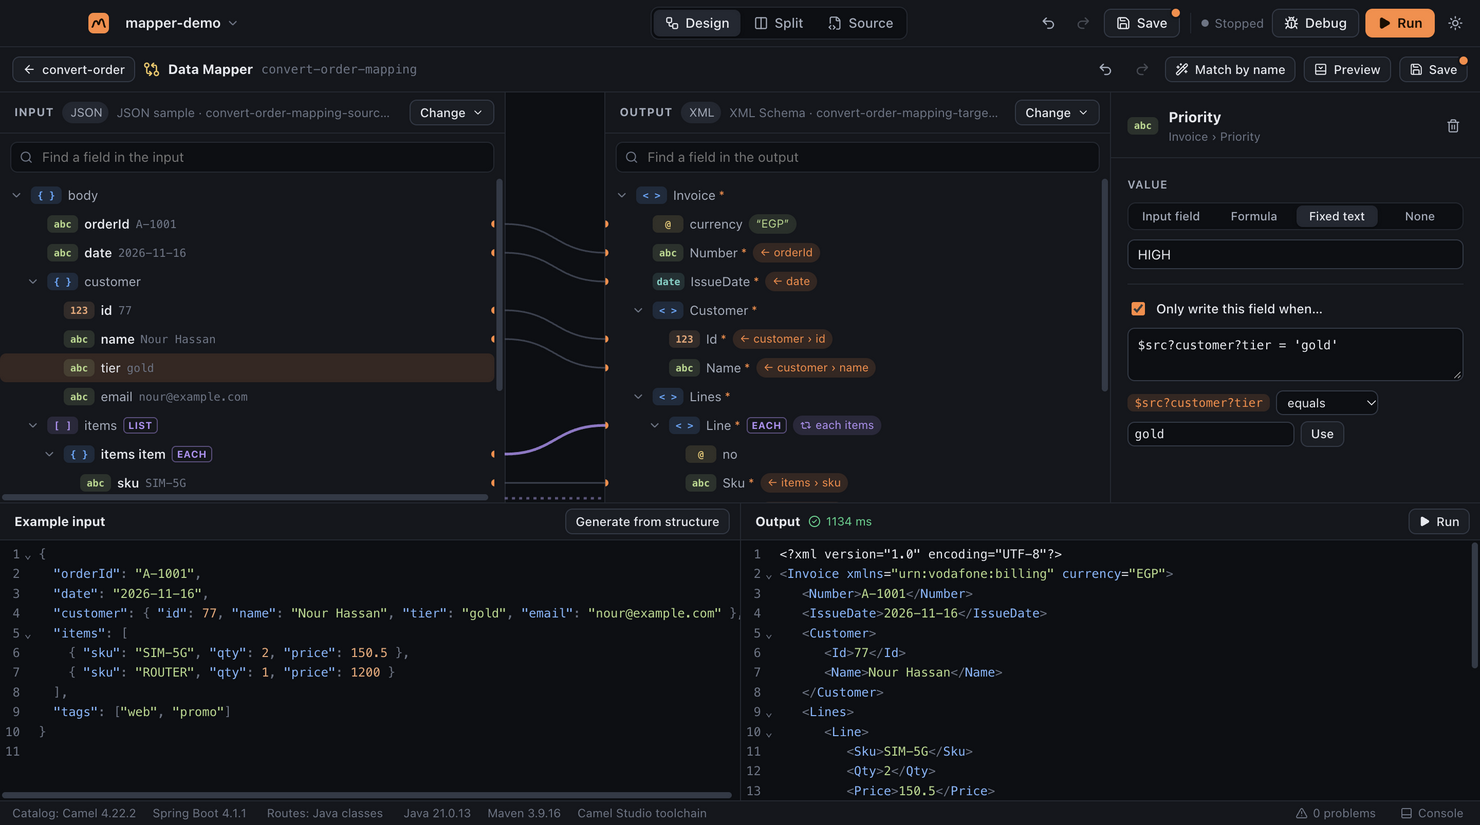 mapper-demo
Design Split Source
Save Stopped Debug Run
convert-order Data Mapper convert-order-mapping
Match by name Preview Save
INPUT JSON JSON sample · convert-order-mapping-sourc... Change
Find a field in the input
{ } body
abc orderId A-1001
abc date 2026-11-16
{ } customer
123 id 77
abc name Nour Hassan
abc tier gold
abc email nour@example.com
[ ] items LIST
{ } items item EACH
abc sku SIM-5G
OUTPUT XML XML Schema · convert-order-mapping-targe... Change
Find a field in the output
< > Invoice *
@ currency “EGP”
abc Number * ← orderId
date IssueDate * ← date
< > Customer *
123 Id * ← customer › id
abc Name * ← customer › name
< > Lines *
< > Line * EACH each items
@ no
abc Sku * ← items › sku
abc Priority
Invoice › Priority
VALUE
Input field Formula Fixed text None
HIGH
Only write this field when...
$src?customer?tier = 'gold'
$src?customer?tier equals
gold Use
Example input Generate from structure
1 {
2 "orderId": "A-1001",
3 "date": "2026-11-16",
4 "customer": { "id": 77, "name": "Nour Hassan", "tier": "gold", "email": "nour@example.com" },
5 "items": [
6 { "sku": "SIM-5G", "qty": 2, "price": 150.5 },
7 { "sku": "ROUTER", "qty": 1, "price": 1200 }
8 ],
9 "tags": ["web", "promo"]
10 }
11
Output 1134 ms Run
1 <?xml version="1.0" encoding="UTF-8"?>
2 <Invoice xmlns="urn:vodafone:billing" currency="EGP">
3 <Number>A-1001</Number>
4 <IssueDate>2026-11-16</IssueDate>
5 <Customer>
6 <Id>77</Id>
7 <Name>Nour Hassan</Name>
8 </Customer>
9 <Lines>
10 <Line>
11 <Sku>SIM-5G</Sku>
12 <Qty>2</Qty>
13 <Price>150.5</Price>
Catalog: Camel 4.22.2 Spring Boot 4.1.1 Routes: Java classes Java 21.0.13 Maven 3.9.16 Camel Studio toolchain 0 problems Console